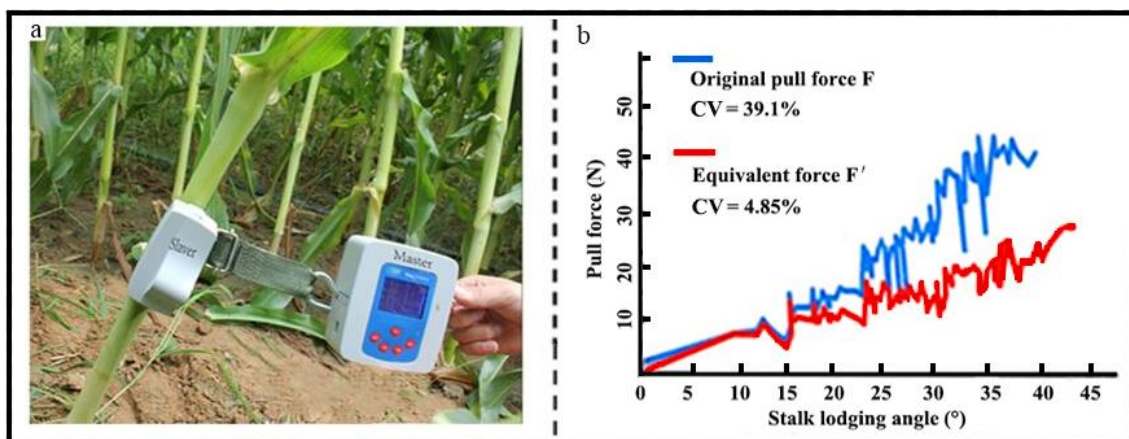 a
Slaver
Master
b
Original pull force F
CV = 39.1%
Equivalent force F′
CV = 4.85%
Pull force (N)
50
40
30
20
10
0
0 5 10 15 20 25 30 35 40 45
Stalk lodging angle (°)